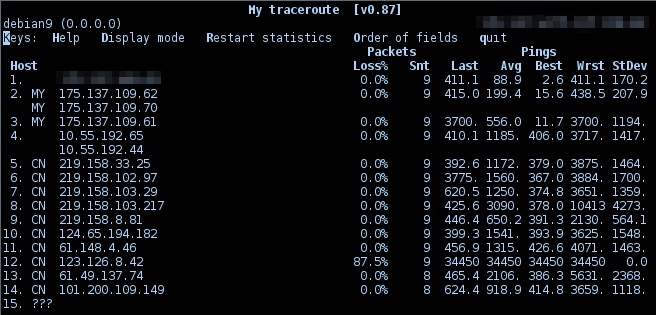 My traceroute [v0.87]
debian9 (0.0.0.0)
Keys: Help Display mode Restart statistics Order of fields quit
Packets Pings
Host Loss% Snt Last Avg Best Wrst StDev
1. 0.0% 9 411.1 88.9 2.6 411.1 170.2
2. MY 175.137.109.62 0.0% 9 415.0 199.4 15.6 438.5 207.9
MY 175.137.109.70
3. MY 175.137.109.61 0.0% 9 3700. 556.0 11.7 3700. 1194.
4. 10.55.192.65 0.0% 9 410.1 1185. 406.0 3717. 1417.
10.55.192.44
5. CN 219.158.33.25 0.0% 9 392.6 1172. 379.0 3875. 1464.
6. CN 219.158.102.97 0.0% 9 3775. 1560. 367.0 3884. 1700.
7. CN 219.158.103.29 0.0% 9 620.5 1250. 374.8 3651. 1359.
8. CN 219.158.103.217 0.0% 9 425.6 3090. 378.0 10413 4273.
9. CN 219.158.8.81 0.0% 9 446.4 650.2 391.3 2130. 564.1
10. CN 124.65.194.182 0.0% 9 399.3 1541. 393.9 3625. 1548.
11. CN 61.148.4.46 0.0% 9 456.9 1315. 426.6 4071. 1463.
12. CN 123.126.8.42 87.5% 9 34450 34450 34450 34450 0.0
13. CN 61.49.137.74 0.0% 8 465.4 2106. 386.3 5631. 2368.
14. CN 101.200.109.149 0.0% 8 624.4 918.9 414.8 3659. 1118.
15. ???